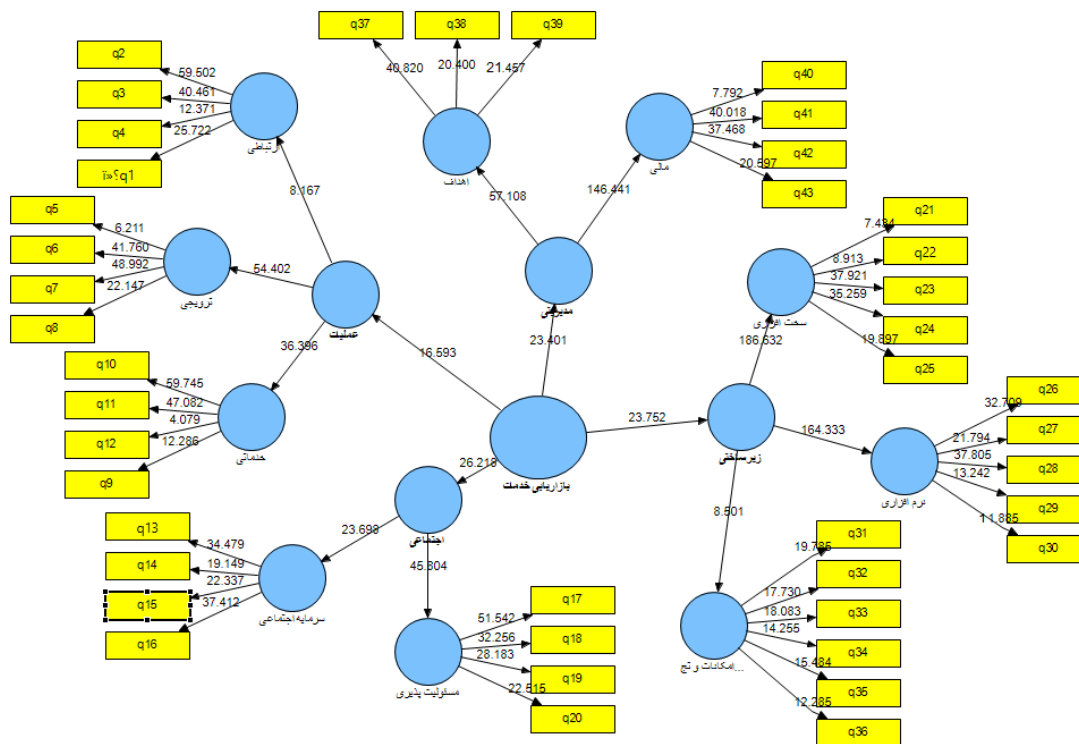 q37
q38
q39
40.820
20.400
21.457
اهداف
57.108
q40
q41
q42
q43
7.792
40.018
37.468
20.597
مالی
146.441
مدیریتی
23.401
q2
q3
q4
ï»؟q1
59.502
40.461
12.371
25.722
ارتباطی
8.167
q5
q6
q7
q8
6.211
41.760
48.992
22.147
ترویجی
54.402
عملیات
16.593
q10
q11
q12
q9
59.745
47.082
4.079
12.286
خدماتی
36.396
q21
q22
q23
q24
q25
7.484
8.913
37.921
35.259
19.897
سخت افزاری
186.632
q26
q27
q28
q29
q30
32.709
21.794
37.805
13.242
11.885
نرم افزاری
164.333
زیرساختی
23.752
بازاریابی خدمات
26.218
اجتماعی
23.698
45.804
q13
q14
q15
q16
34.479
19.149
22.337
37.412
سرمایه اجتماعی
q17
q18
q19
q20
51.542
32.256
28.183
22.515
مسئولیت پذیری
8.501
q31
q32
q33
q34
q35
q36
19.785
17.730
18.083
14.255
15.484
12.285
امکانات و تج...